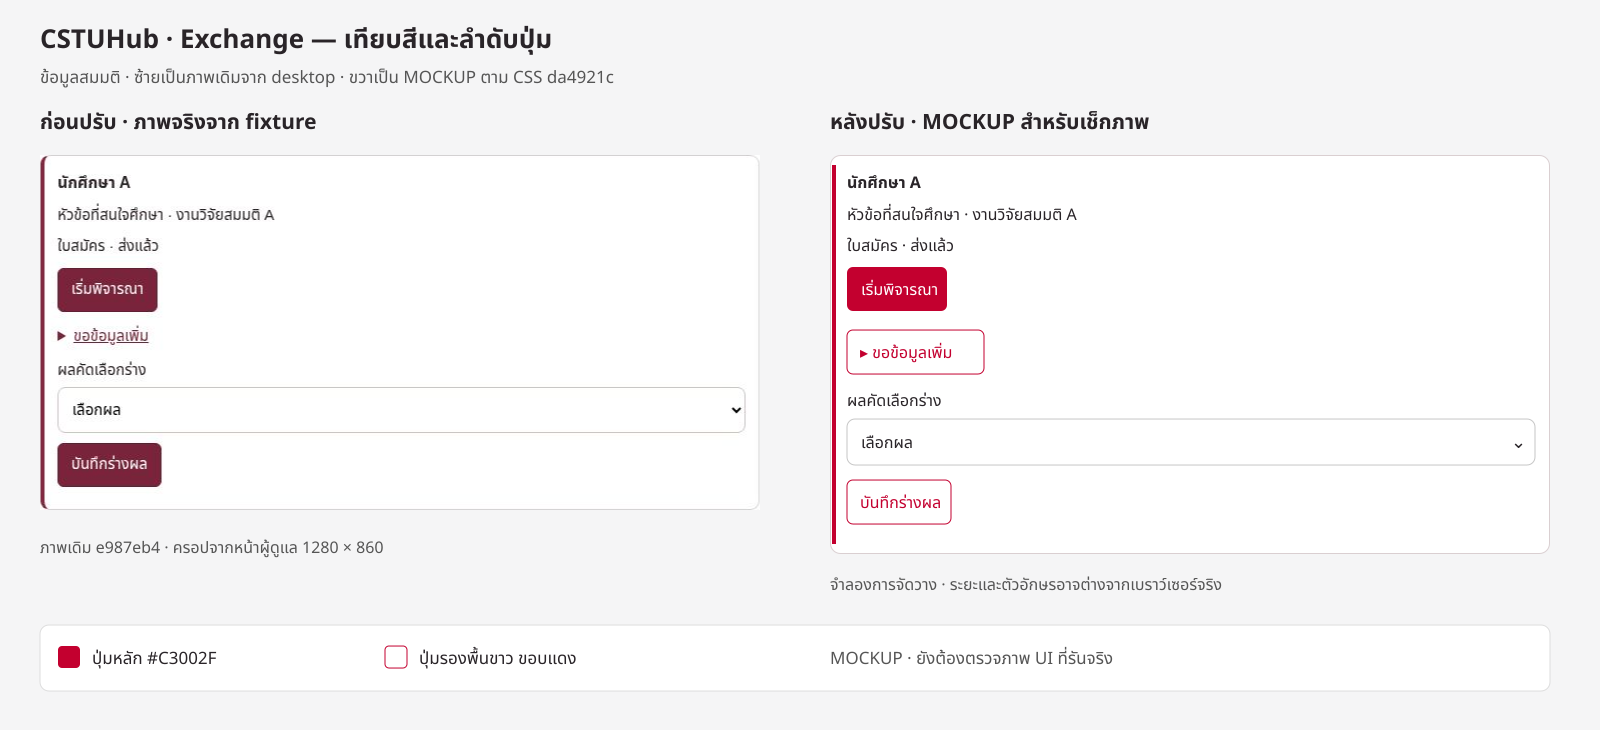 CSTUHub · Exchange — เทียบสีและลำดับปุ่ม
ข้อมูลสมมติ · ซ้ายเป็นภาพเดิมจาก desktop · ขวาเป็น MOCKUP ตาม CSS da4921c
ก่อนปรับ · ภาพจริงจาก fixture
นักศึกษา A
หัวข้อที่สนใจศึกษา · งานวิจัยสมมติ A
ใบสมัคร · ส่งแล้ว
เริ่มพิจารณา
▶ ขอข้อมูลเพิ่ม
ผลคัดเลือกร่าง
เลือกผล
บันทึกร่างผล
ภาพเดิม e987eb4 · ครอปจากหน้าผู้ดูแล 1280 × 860
หลังปรับ · MOCKUP สำหรับเช็กภาพ
นักศึกษา A
หัวข้อที่สนใจศึกษา · งานวิจัยสมมติ A
ใบสมัคร · ส่งแล้ว
เริ่มพิจารณา
▸ ขอข้อมูลเพิ่ม
ผลคัดเลือกร่าง
เลือกผล
บันทึกร่างผล
จำลองการจัดวาง · ระยะและตัวอักษรอาจต่างจากเบราว์เซอร์จริง
ปุ่มหลัก #C3002F
ปุ่มรองพื้นขาว ขอบแดง
MOCKUP · ยังต้องตรวจภาพ UI ที่รันจริง